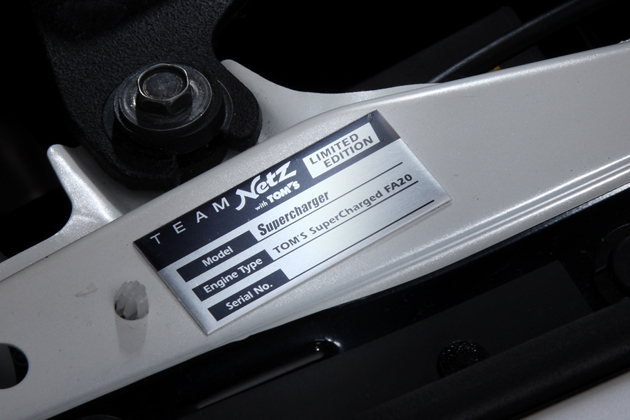 TEAM Netz with TOM'S
LIMITED
EDITION
Model Supercharger
Engine Type TOM'S SuperCharged FA20
Serial No.